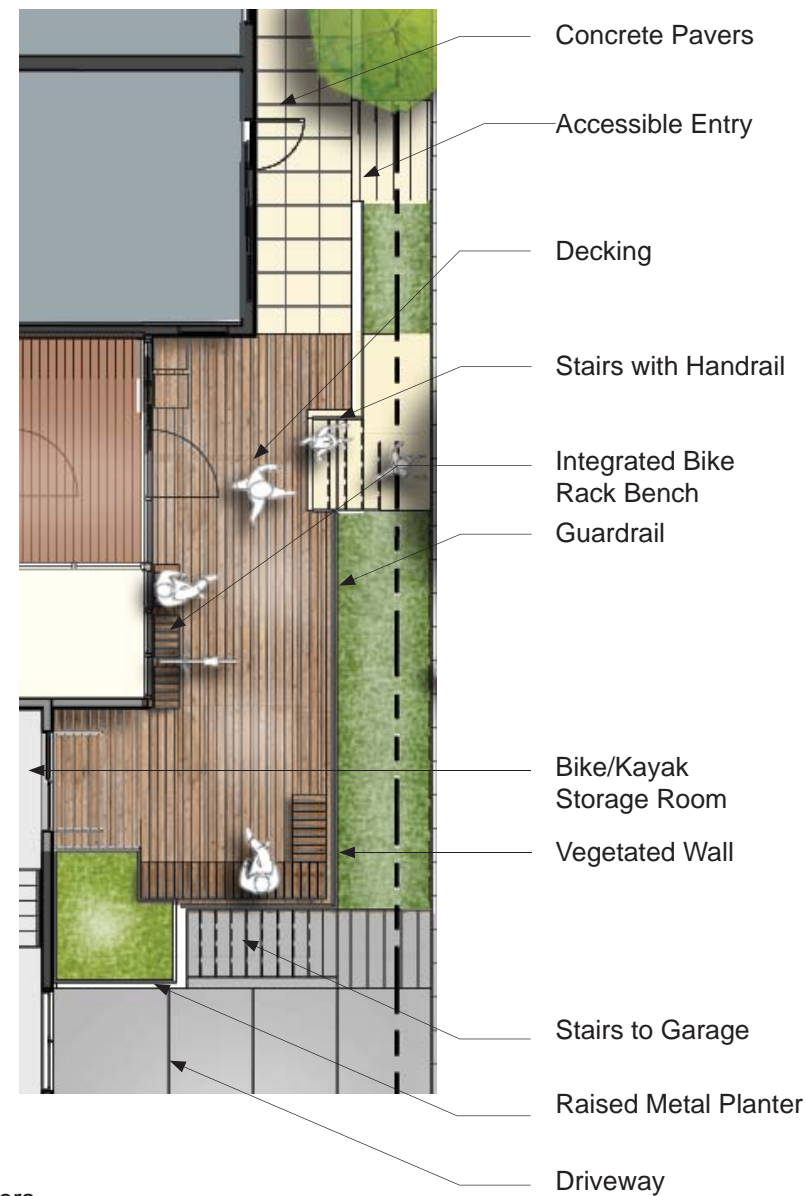 Concrete Pavers
Accessible Entry
Decking
Stairs with Handrail
Integrated Bike
Rack Bench
Guardrail
Bike/Kayak
Storage Room
Vegetated Wall
Stairs to Garage
Raised Metal Planter
Driveway